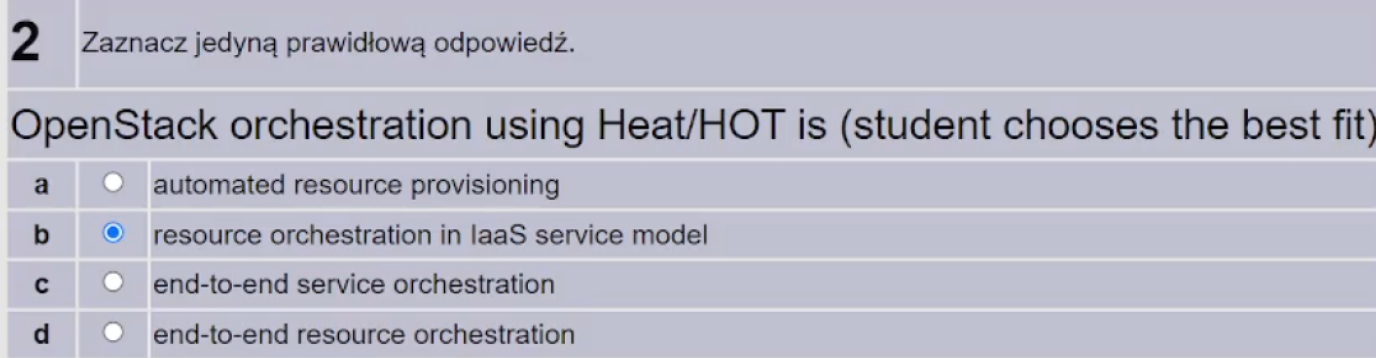 2 Zaznacz jedyną prawidłową odpowiedź.
OpenStack orchestration using Heat/HOT is (student chooses the best fit)
a automated resource provisioning
b resource orchestration in IaaS service model
c end-to-end service orchestration
d end-to-end resource orchestration